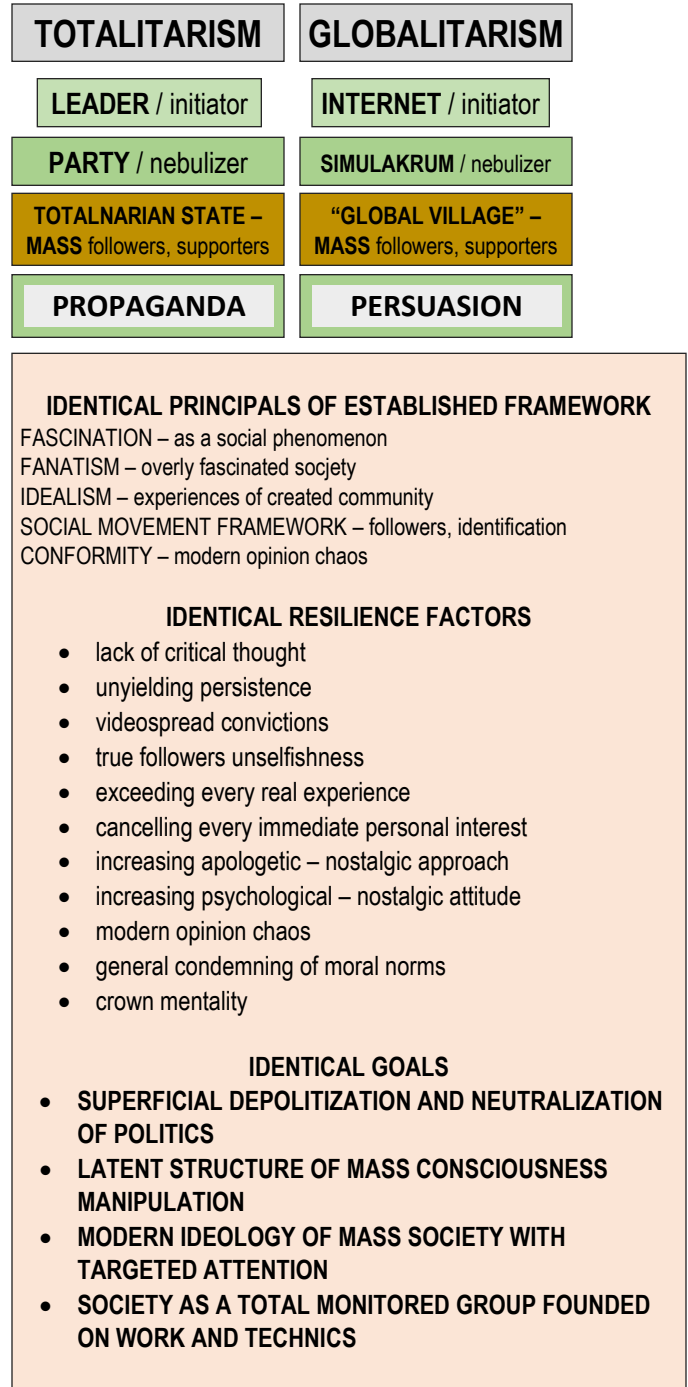 TOTALITARISM
GLOBALITARISM
LEADER / initiator
INTERNET / initiator
PARTY / nebulizer
SIMULAKRUM / nebulizer
TOTALNARIAN STATE –
MASS followers, supporters
“GLOBAL VILLAGE” –
MASS followers, supporters
PROPAGANDA
PERSUASION
IDENTICAL PRINCIPALS OF ESTABLISHED FRAMEWORK
FASCINATION – as a social phenomenon
FANATISM – overly fascinated socjety
IDEALISM – experiences of created community
SOCIAL MOVEMENT FRAMEWORK – followers, identification
CONFORMITY – modern opinion chaos
IDENTICAL RESILIENCE FACTORS
• lack of critical thought
• unyielding persistence
• videospread convictions
• true followers unselfishness
• exceeding every real experience
• cancelling every immediate personal interest
• increasing apologetic – nostalgic approach
• increasing psychological – nostalgic attitude
• modern opinion chaos
• general condemning of moral norms
• crown mentality
IDENTICAL GOALS
• SUPERFICIAL DEPOLITIZATION AND NEUTRALIZATION
OF POLITICS
• LATENT STRUCTURE OF MASS CONSCIOUSNESS
MANIPULATION
• MODERN IDEOLOGY OF MASS SOCIETY WITH
TARGETED ATTENTION
• SOCIETY AS A TOTAL MONITORED GROUP FOUNDED
ON WORK AND TECHNICS